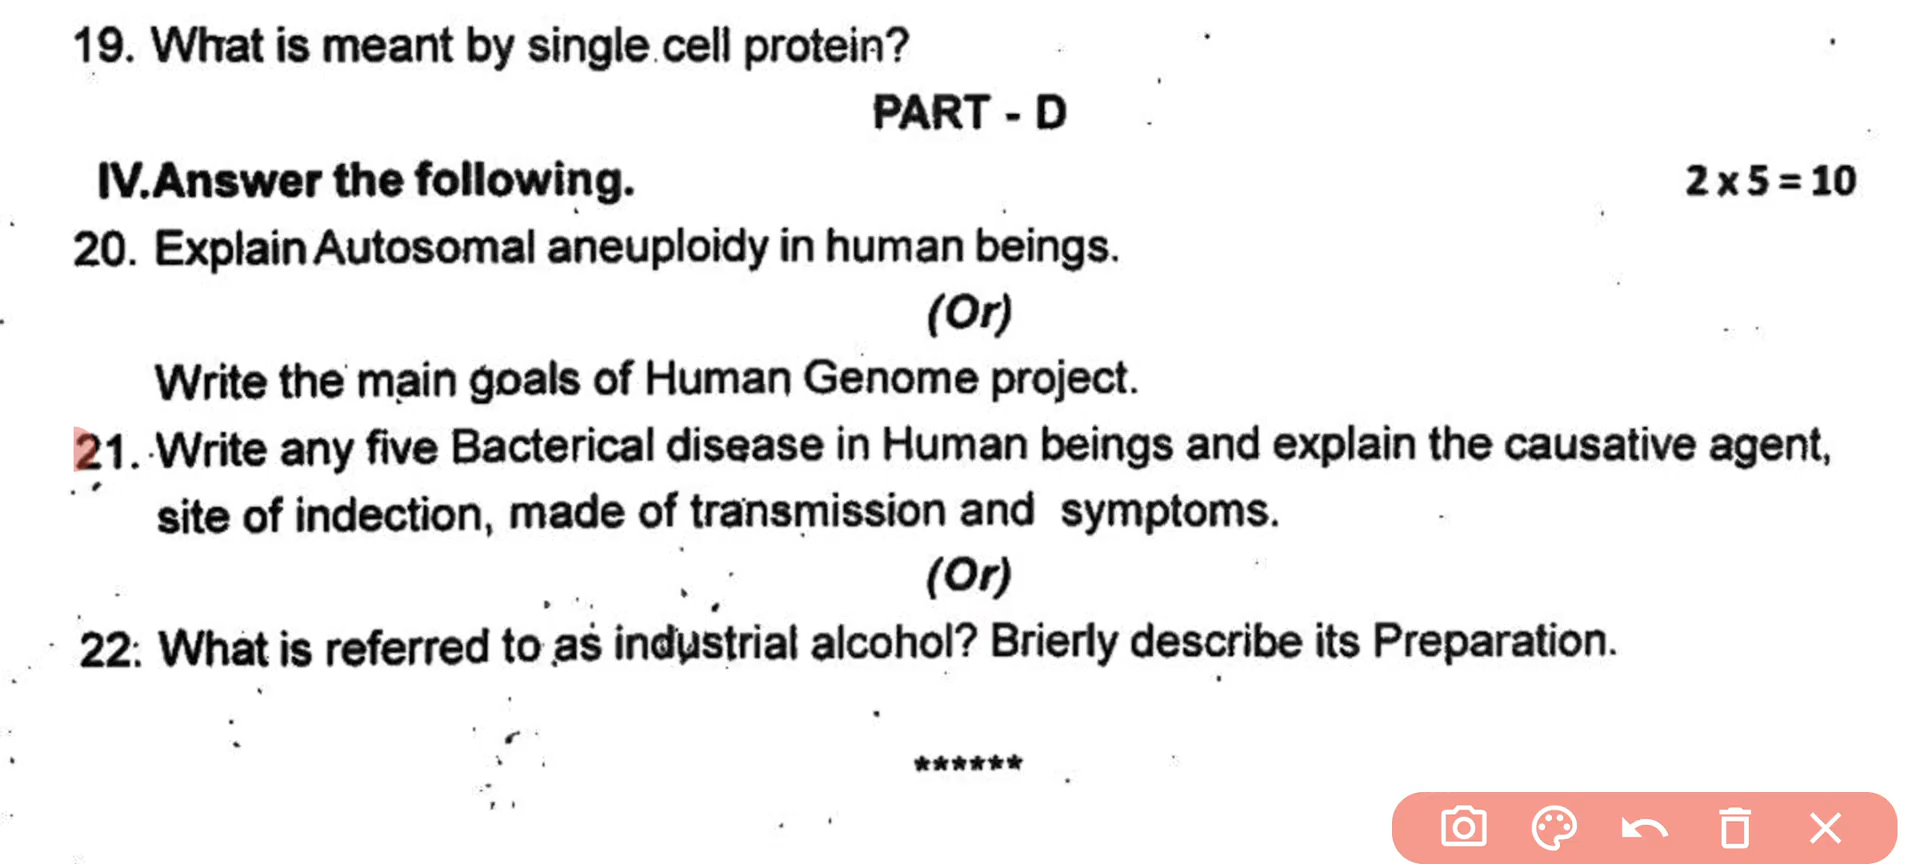 19. What is meant by single cell protein?
PART - D
IV.Answer the following. 2 x 5 = 10
20. Explain Autosomal aneuploidy in human beings.
(Or)
Write the main goals of Human Genome project.
21. Write any five Bacterical disease in Human beings and explain the causative agent,
site of indection, made of transmission and symptoms.
(Or)
22: What is referred to as industrial alcohol? Brierly describe its Preparation.
******